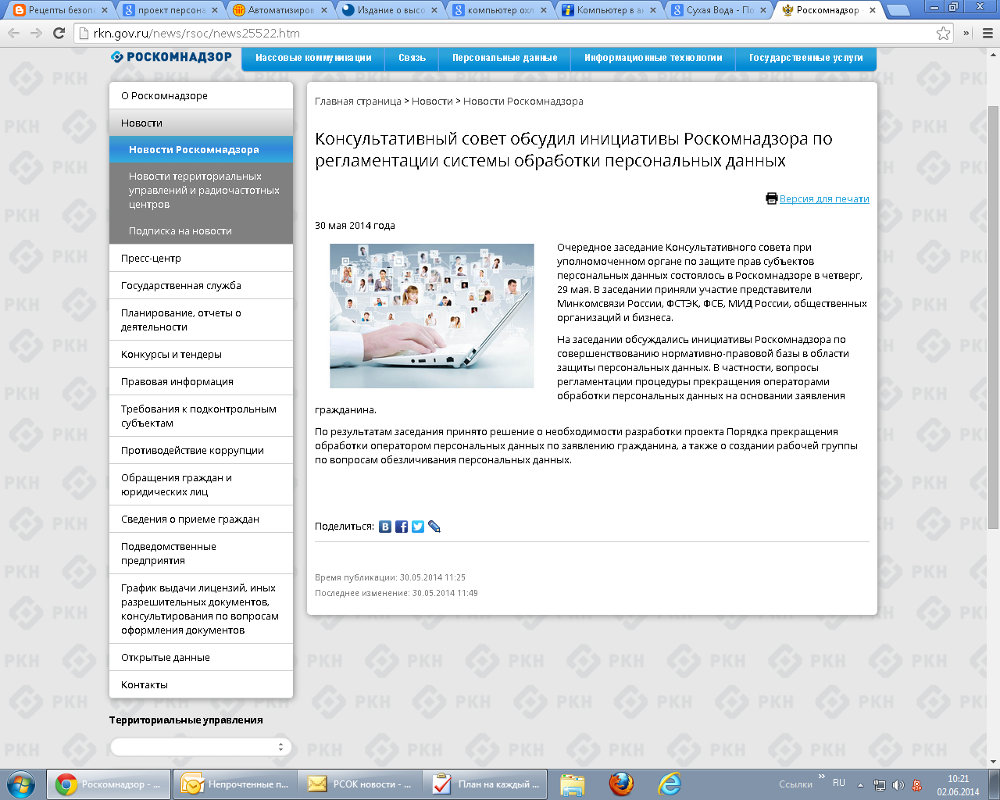 Рецепты безопа
проект персона
Автоматизиров
Издание о высо
компьютер охл
Компьютер в ак
Сухая Вода - По
Роскомнадзор
rkn.gov.ru/news/rsoc/news25522.htm
РОСКОМНАДЗОР
Массовые коммуникации
Связь
Персональные данные
Информационные технологии
Государственные услуги
О Роскомнадзоре
Новости
Новости Роскомнадзора
Новости территориальных
управлений и радиочастотных
центров
Подписка на новости
Пресс-центр
Государственная служба
Планирование, отчеты о
деятельности
Конкурсы и тендеры
Правовая информация
Требования к подконтрольным
субъектам
Противодействие коррупции
Обращения граждан и
юридических лиц
Сведения о приеме граждан
Подведомственные
предприятия
График выдачи лицензий, иных
разрешительных документов,
консультирования по вопросам
оформления документов
Открытые данные
Контакты
Территориальные управления
Главная страница > Новости > Новости Роскомнадзора
Консультативный совет обсудил инициативы Роскомнадзора по
регламентации системы обработки персональных данных
Версия для печати
30 мая 2014 года
Очередное заседание Консультативного совета при
уполномоченном органе по защите прав субъектов
персональных данных состоялось в Роскомнадзоре в четверг,
29 мая. В заседании приняли участие представители
Минкомсвязи России, ФСТЭК, ФСБ, МИД России, общественных
организаций и бизнеса.
На заседании обсуждались инициативы Роскомнадзора по
совершенствованию нормативно-правовой базы в области
защиты персональных данных. В частности, вопросы
регламентации процедуры прекращения операторами
обработки персональных данных на основании заявления
гражданина.
По результатам заседания принято решение о необходимости разработки проекта Порядка прекращения
обработки оператором персональных данных по заявлению гражданина, а также о создании рабочей группы
по вопросам обезличивания персональных данных.
Поделиться:
Время публикации: 30.05.2014 11:25
Последнее изменение: 30.05.2014 11:49
Роскомнадзор - ...
Непрочтенные п...
РСОК новости - ...
План на каждый ...
Ссылки
RU
10:21
02.06.2014